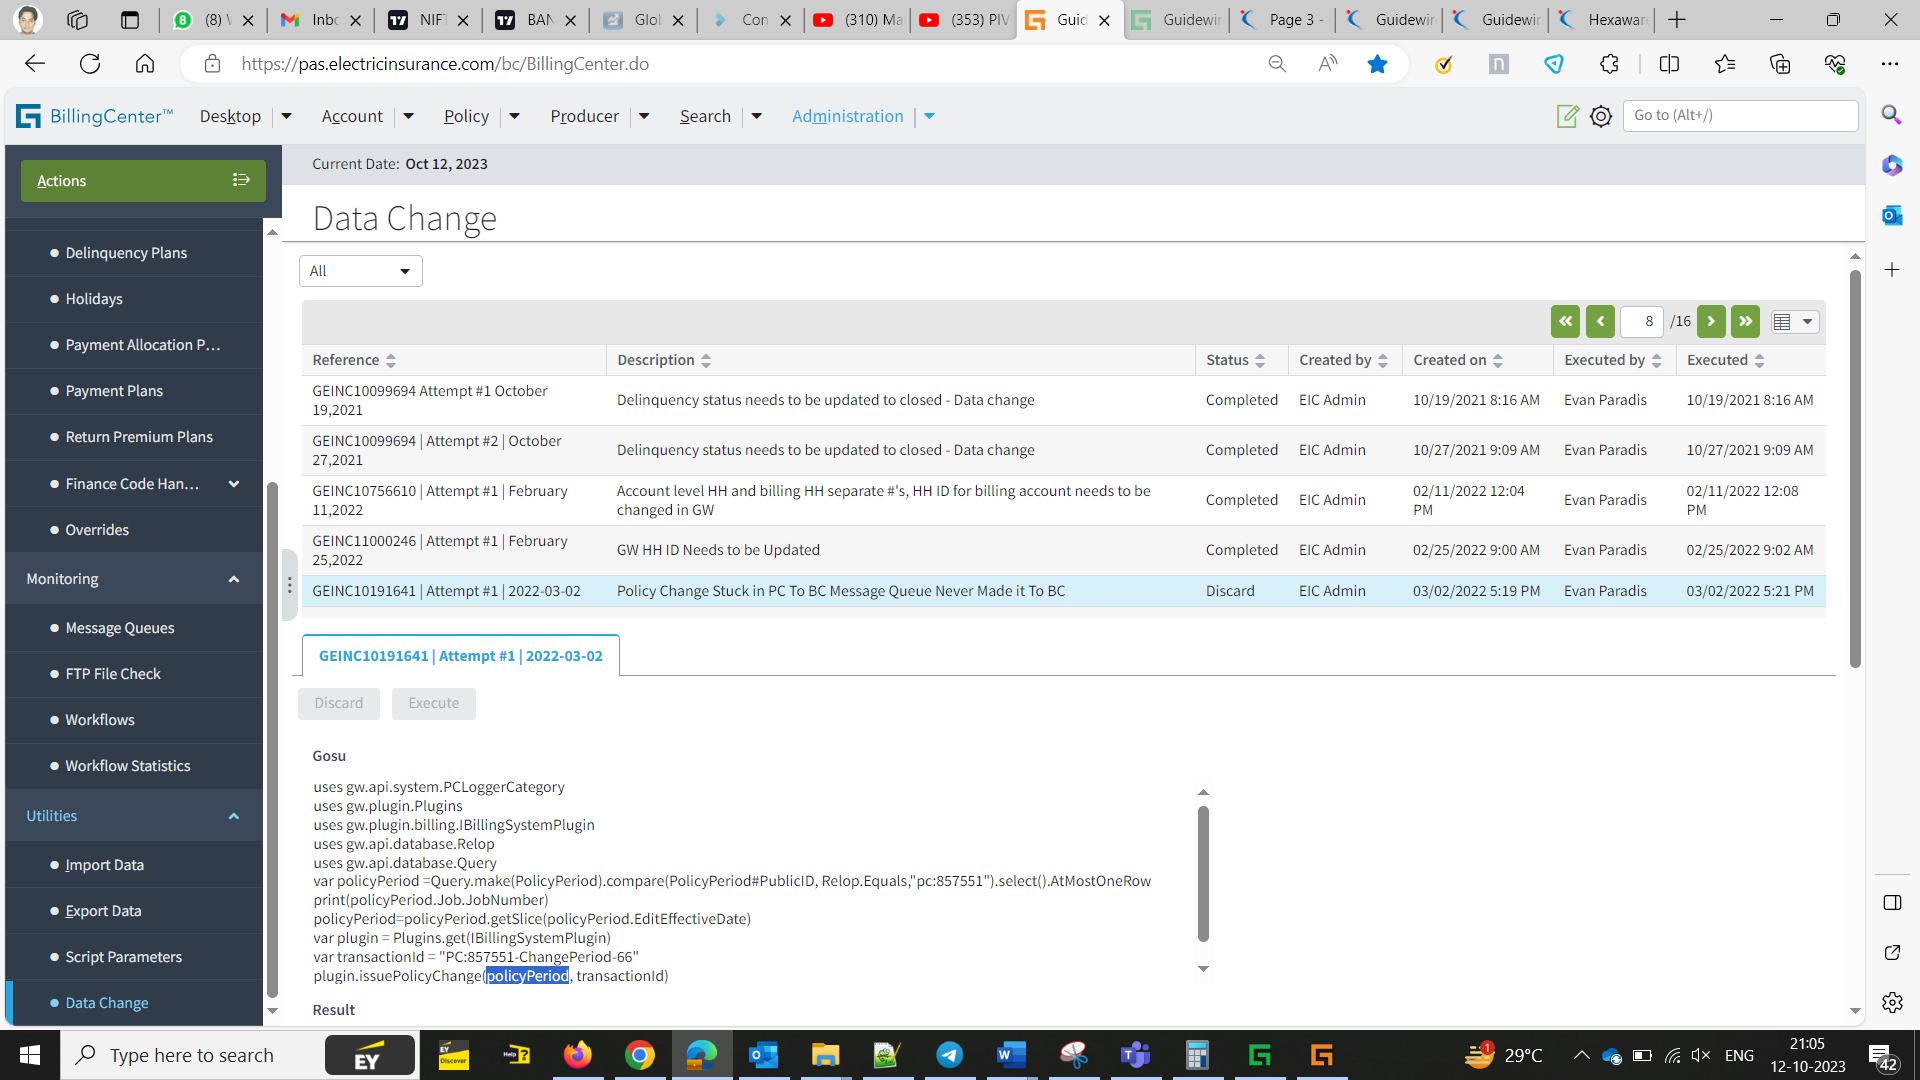 (8) W
Inbo
NIFT
BAN
Glob
Con
(310) Ma
(353) PIV
Guid
Guidewir
Page 3 -
Guidewir
Guidewir
Hexaware
https://pas.electricinsurance.com/bc/BillingCenter.do
BillingCenter™
Desktop
Account
Policy
Producer
Search
Administration
Go to (Alt+/)
Actions
Current Date: Oct 12, 2023
Data Change
Delinquency Plans
Holidays
Payment Allocation P...
Payment Plans
Return Premium Plans
Finance Code Han...
Overrides
Monitoring
Message Queues
FTP File Check
Workflows
Workflow Statistics
Utilities
Import Data
Export Data
Script Parameters
Data Change
All
8 /16
Reference Description Status Created by Created on Executed by Executed
GEINC10099694 Attempt #1 October
19,2021
Delinquency status needs to be updated to closed - Data change
Completed EIC Admin 10/19/2021 8:16 AM Evan Paradis 10/19/2021 8:16 AM
GEINC10099694 | Attempt #2 | October
27,2021
Delinquency status needs to be updated to closed - Data change
Completed EIC Admin 10/27/2021 9:09 AM Evan Paradis 10/27/2021 9:09 AM
GEINC10756610 | Attempt #1 | February
11,2022
Account level HH and billing HH separate #'s, HH ID for billing account needs to be
changed in GW
Completed EIC Admin
02/11/2022 12:04
PM
Evan Paradis
02/11/2022 12:08
PM
GEINC11000246 | Attempt #1 | February
25,2022
GW HH ID Needs to be Updated
Completed EIC Admin 02/25/2022 9:00 AM Evan Paradis 02/25/2022 9:02 AM
GEINC10191641 | Attempt #1 | 2022-03-02 Policy Change Stuck in PC To BC Message Queue Never Made it To BC Discard EIC Admin 03/02/2022 5:19 PM Evan Paradis 03/02/2022 5:21 PM
GEINC10191641 | Attempt #1 | 2022-03-02
Discard Execute
Gosu
uses gw.api.system.PCLoggerCategory
uses gw.plugin.Plugins
uses gw.plugin.billing.IBillingSystemPlugin
uses gw.api.database.Relop
uses gw.api.database.Query
var policyPeriod =Query.make(PolicyPeriod).compare(PolicyPeriod#PublicID, Relop.Equals,"pc:857551").select().AtMostOneRow
print(policyPeriod.Job.JobNumber)
policyPeriod=policyPeriod.getSlice(policyPeriod.EditEffectiveDate)
var plugin = Plugins.get(IBillingSystemPlugin)
var transactionId = "PC:857551-ChangePeriod-66"
plugin.issuePolicyChange(policyPeriod, transactionId)
Result
Type here to search
EY
EY
Discover
Help ?
1
29°C
ENG
21:05
12-10-2023
42